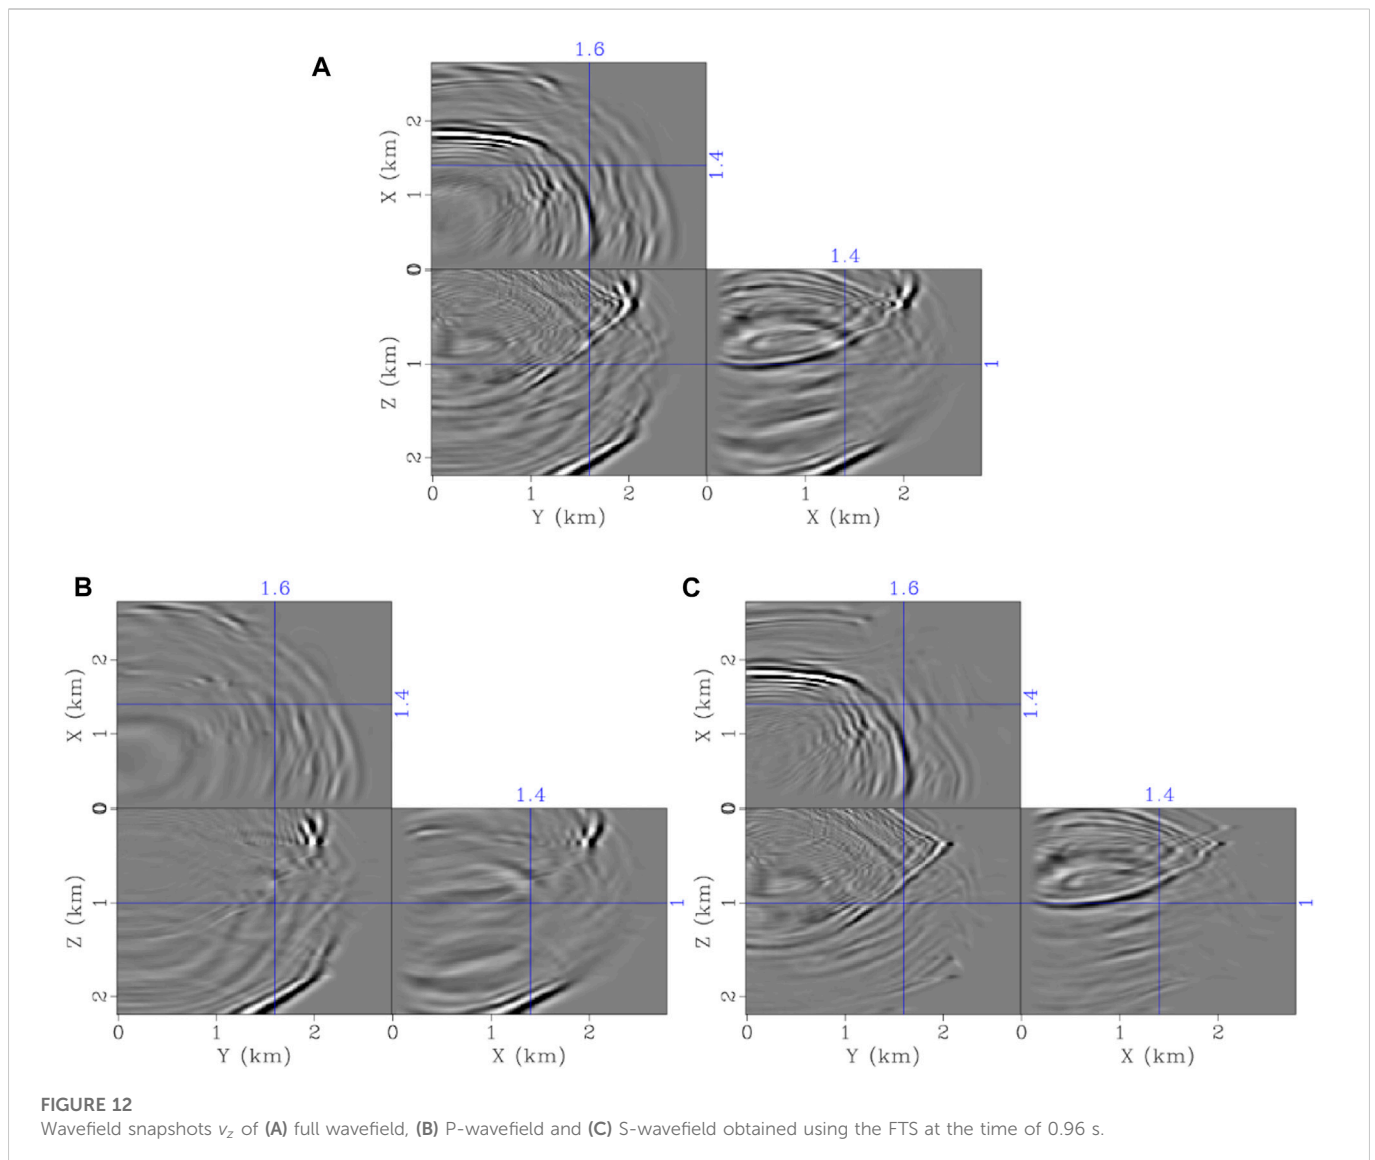 A
1.6
2
1
0
X (km)
1.4
1.4
1
2
Z (km)
1
0
1
2
0
1
2
Y (km)
X (km)
B
1.6
2
1
0
X (km)
1.4
1.4
1
2
Z (km)
1
0
1
2
0
1
2
Y (km)
X (km)
C
1.6
2
1
0
X (km)
1.4
1.4
1
2
Z (km)
1
0
1
2
0
1
2
Y (km)
X (km)
FIGURE 12
Wavefield snapshots vz of (A) full wavefield, (B) P-wavefield and (C) S-wavefield obtained using the FTS at the time of 0.96 s.